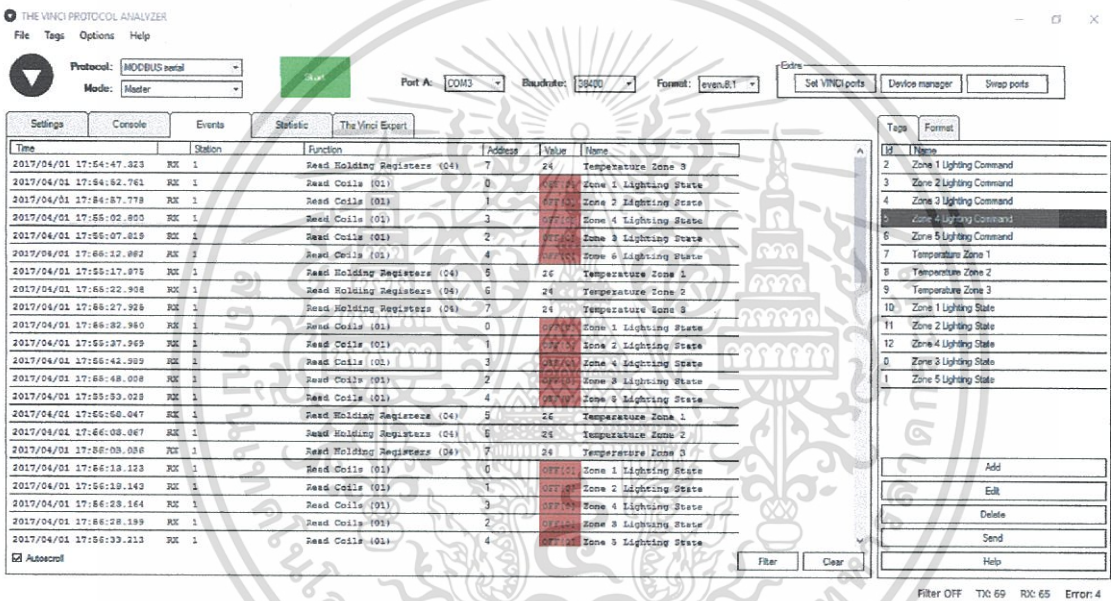 THE VINCI PROTOCOL ANALYZER
File Tags Options Help
Protocol: MODBUS serial
Mode: Master
Start
Port A: COM3 Baudrate: 38400 Format: even,8,1
Extra
Set VINCI ports Device manager Swap ports
Settings Console Events Statistic The Vinci Expert
Time Station Function Address Value Name
2017/04/01 17:54:47.323 RX 1 Read Holding Registers (04) 7 24 Temperature Zone 3
2017/04/01 17:54:52.761 RX 1 Read Coils (01) 0 Zone 1 Lighting State
2017/04/01 17:54:57.778 RX 1 Read Coils (01) 1 Zone 2 Lighting State
2017/04/01 17:55:02.800 RX 1 Read Coils (01) 3 Zone 4 Lighting State
2017/04/01 17:55:07.819 RX 1 Read Coils (01) 2 Zone 3 Lighting State
RX 1 Read Coils (01) 4 Zone 5 Lighting State
2017/04/01 17:55:17.875 RX 1 Read Holding Registers (04) 5 26 Temperature Zone 1
2017/04/01 17:55:22.908 RX 1 Read Holding Registers (04) 6 24 Temperature Zone 2
2017/04/01 17:55:27.925 RX 1 Read Holding Registers (04) 7 24 Temperature Zone 3
2017/04/01 17:55:32.950 RX 1 Read Coils (01) 0 Zone 1 Lighting State
2017/04/01 17:55:37.969 RX 1 Read Coils (01) 1 Zone 2 Lighting State
2017/04/01 17:55:42.989 RX 1 Read Coils (01) 3 Zone 4 Lighting State
2017/04/01 17:55:48.008 RX 1 Read Coils (01) 2 Zone 3 Lighting State
2017/04/01 17:55:53.028 RX 1 Read Coils (01) 4 Zone 5 Lighting State
2017/04/01 17:55:58.047 RX 1 Read Holding Registers (04) 5 26 Temperature Zone 1
RX 1 Read Holding Registers (04) 6 24 Temperature Zone 2
RX 1 Read Holding Registers (04) 7 24 Temperature Zone 3
2017/04/01 17:56:13.123 RX 1 Read Coils (01) 0 OFF(0) Zone 1 Lighting State
2017/04/01 17:56:18.143 RX 1 Read Coils (01) 1 OFF(0) Zone 2 Lighting State
2017/04/01 17:56:23.164 RX 1 Read Coils (01) 3 OFF(0) Zone 4 Lighting State
2017/04/01 17:56:28.199 RX 1 Read Coils (01) 2 OFF(0) Zone 3 Lighting State
2017/04/01 17:56:33.213 RX 1 Read Coils (01) 4 OFF(0) Zone 5 Lighting State
Autoscroll
Filter Clear
Tags Format
Id Name
2 Zone 1 Lighting Command
3 Zone 2 Lighting Command
4 Zone 3 Lighting Command
5 Zone 4 Lighting Command
6 Zone 5 Lighting Command
7 Temperature Zone 1
8 Temperature Zone 2
9 Temperature Zone 3
10 Zone 1 Lighting State
11 Zone 2 Lighting State
12 Zone 4 Lighting State
0 Zone 3 Lighting State
1 Zone 5 Lighting State
Add
Edit
Delete
Send
Help
Filter OFF TX: 69 RX: 65 Error: 4